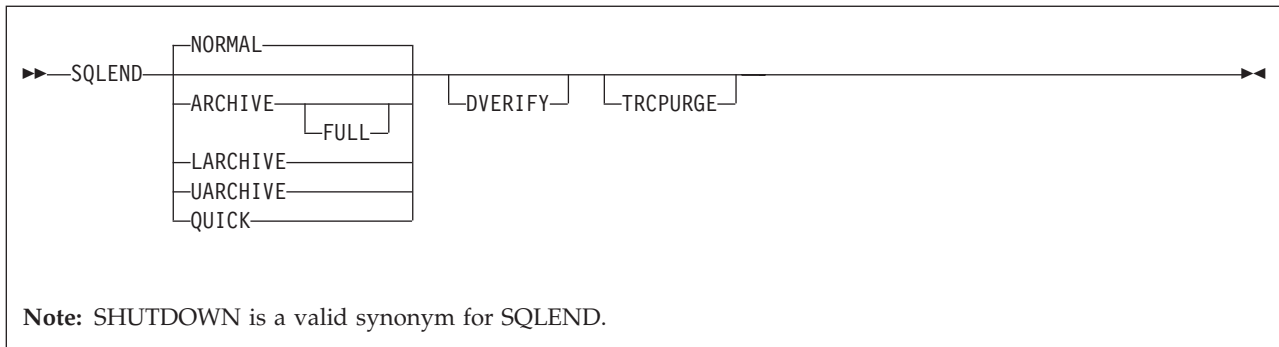 NORMAL
SQLEND
ARCHIVE
FULL
DVERIFY
TRCPURGE
LARCHIVE
UARCHIVE
QUICK
Note: SHUTDOWN is a valid synonym for SQLEND.